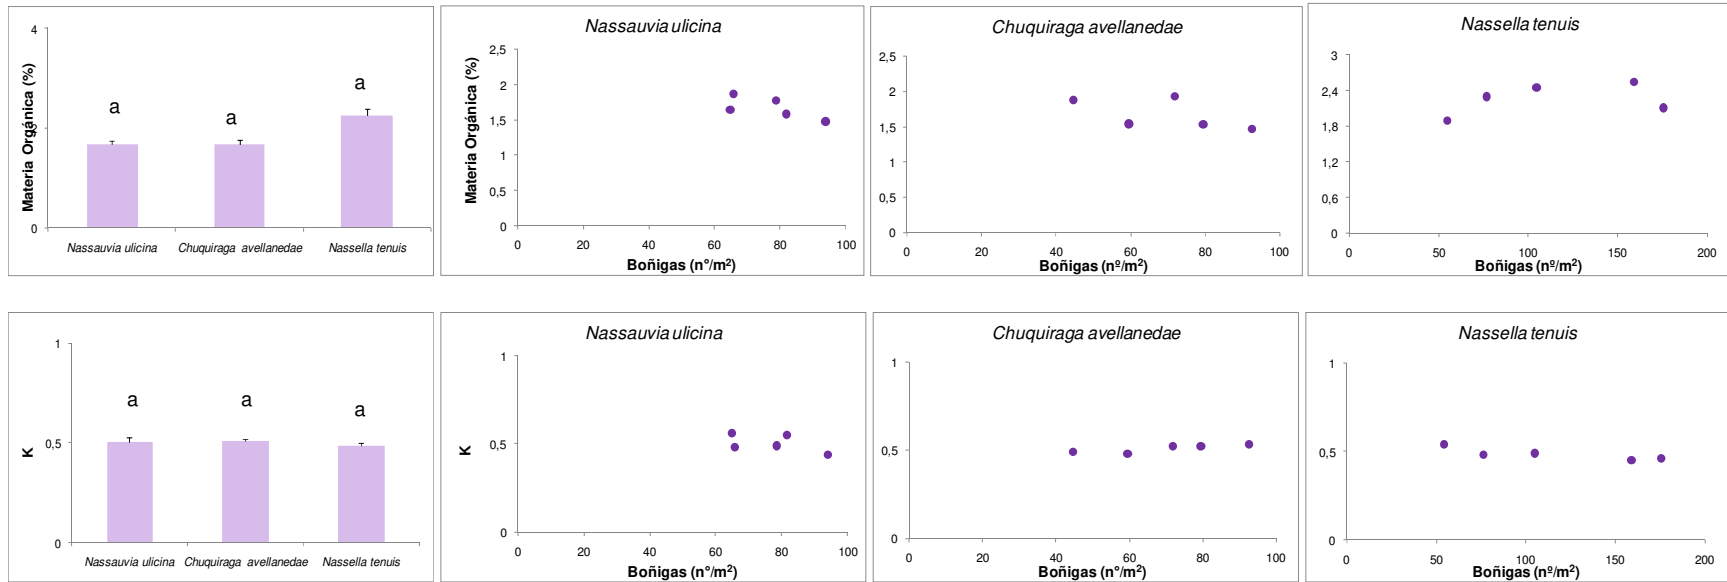 4
2
0
Materia Orgánica (%)
a
a
a
Nassauvia ulicina
Chuquiraga avellanedae
Nassella tenuis
Nassauvia ulicina
2,5
2
1,5
1
0,5
0
Materia Orgánica (%)
0 20 40 60 80 100
Boñigas (n°/m²)
Chuquiraga avellanedae
2,5
2
1,5
1
0,5
0
0 20 40 60 80 100
Boñigas (nº/m²)
Nassella tenuis
3
2,4
1,8
1,2
0,6
0
0 50 100 150 200
Boñigas (nº/m²)
1
0,5
0
K
a
a
a
Nassauvia ulicina
Chuquiraga avellanedae
Nassella tenuis
Nassauvia ulicina
1
0,5
0
K
0 20 40 60 80 100
Boñigas (n°/m²)
Chuquiraga avellanedae
1
0,5
0
0 20 40 60 80 100
Boñigas (n°/m²)
Nassella tenuis
1
0,5
0
0 50 100 150 200
Boñigas (nº/m²)